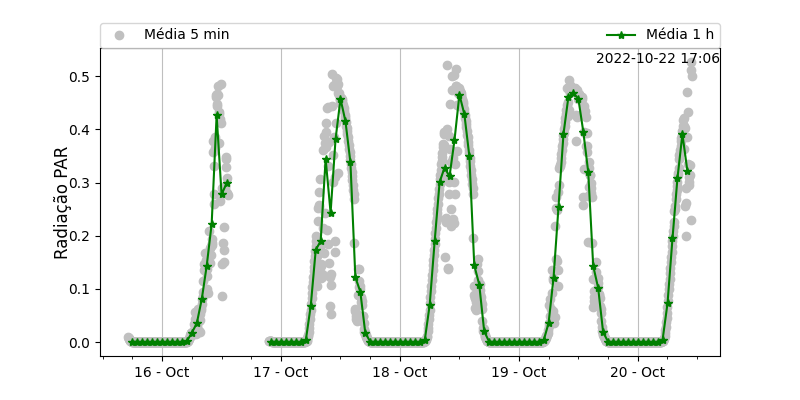 Média 5 min
Média 1 h
2022-10-22 17:06
Radiação PAR
0.5
0.4
0.3
0.2
0.1
0.0
16 - Oct
17 - Oct
18 - Oct
19 - Oct
20 - Oct